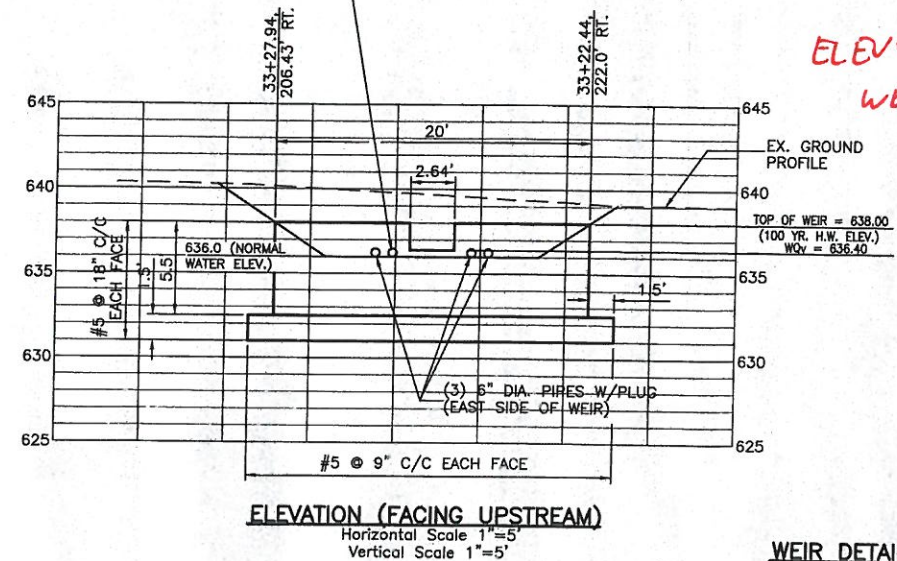 33+27.94,
206.43' RT.
33+22.44,
222.0' RT.
645
645
20'
EX. GROUND
PROFILE
2.64'
640
640
TOP OF WEIR = 638.00
(100 YR. H.W. ELEV.)
WQv = 636.40
#5 @ 18" C/C
EACH FACE
1.5'
5.5'
636.0 (NORMAL
WATER ELEV.)
635
635
1.5'
630
630
(3) 6" DIA. PIPES W/PLUG
(EAST SIDE OF WEIR)
625
625
#5 @ 9" C/C EACH FACE
ELEVATION (FACING UPSTREAM)
Horizontal Scale 1"=5'
Vertical Scale 1"=5'